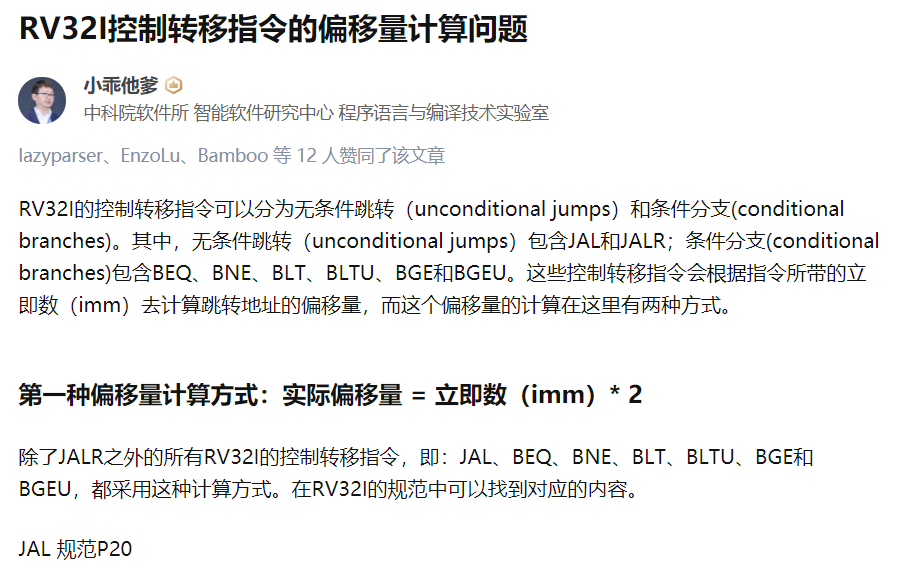 RV32I控制转移指令的偏移量计算问题
小乖他爹
中科院软件所 智能软件研究中心 程序语言与编译技术实验室
lazyparser、EnzoLu、Bamboo 等 12 人赞同了该文章
RV32I的控制转移指令可以分为无条件跳转（unconditional jumps）和条件分支(conditional
branches)。其中，无条件跳转（unconditional jumps）包含JAL和JALR；条件分支(conditional
branches)包含BEQ、BNE、BLT、BLTU、BGE和BGEU。这些控制转移指令会根据指令所带的立
即数（imm）去计算跳转地址的偏移量，而这个偏移量的计算在这里有两种方式。
第一种偏移量计算方式：实际偏移量 = 立即数（imm）* 2
除了JALR之外的所有RV32I的控制转移指令，即：JAL、BEQ、BNE、BLT、BLTU、BGE和
BGEU，都采用这种计算方式。在RV32I的规范中可以找到对应的内容。
JAL 规范P20